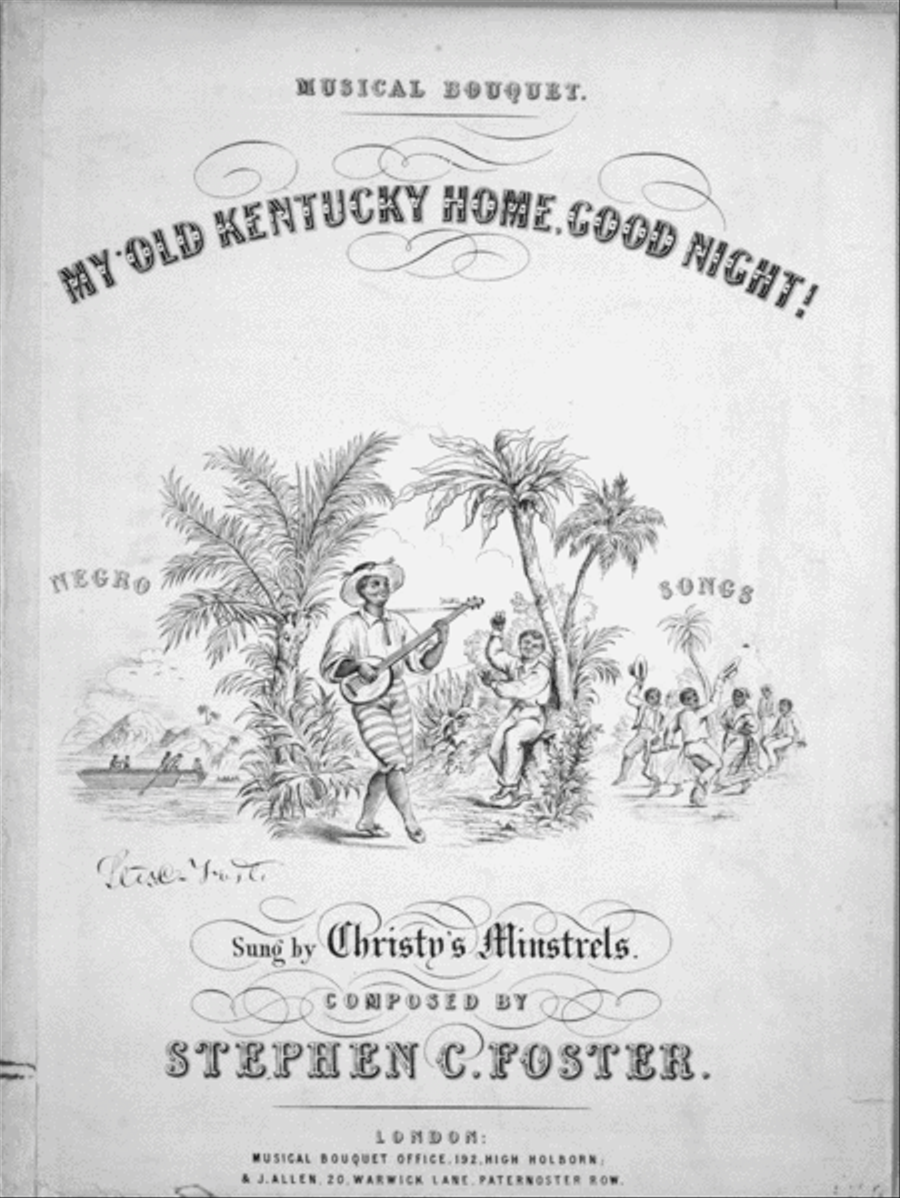 MUSICAL BOUQUET.
MY OLD KENTUCKY HOME, GOOD NIGHT!
NEGRO SONGS
Sung by Christy's Minstrels.
COMPOSED BY
STEPHEN C. FOSTER.
LONDON:
MUSICAL BOUQUET OFFICE, 192, HIGH HOLBORN;
& J. ALLEN, 20, WARWICK LANE, PATERNOSTER ROW.